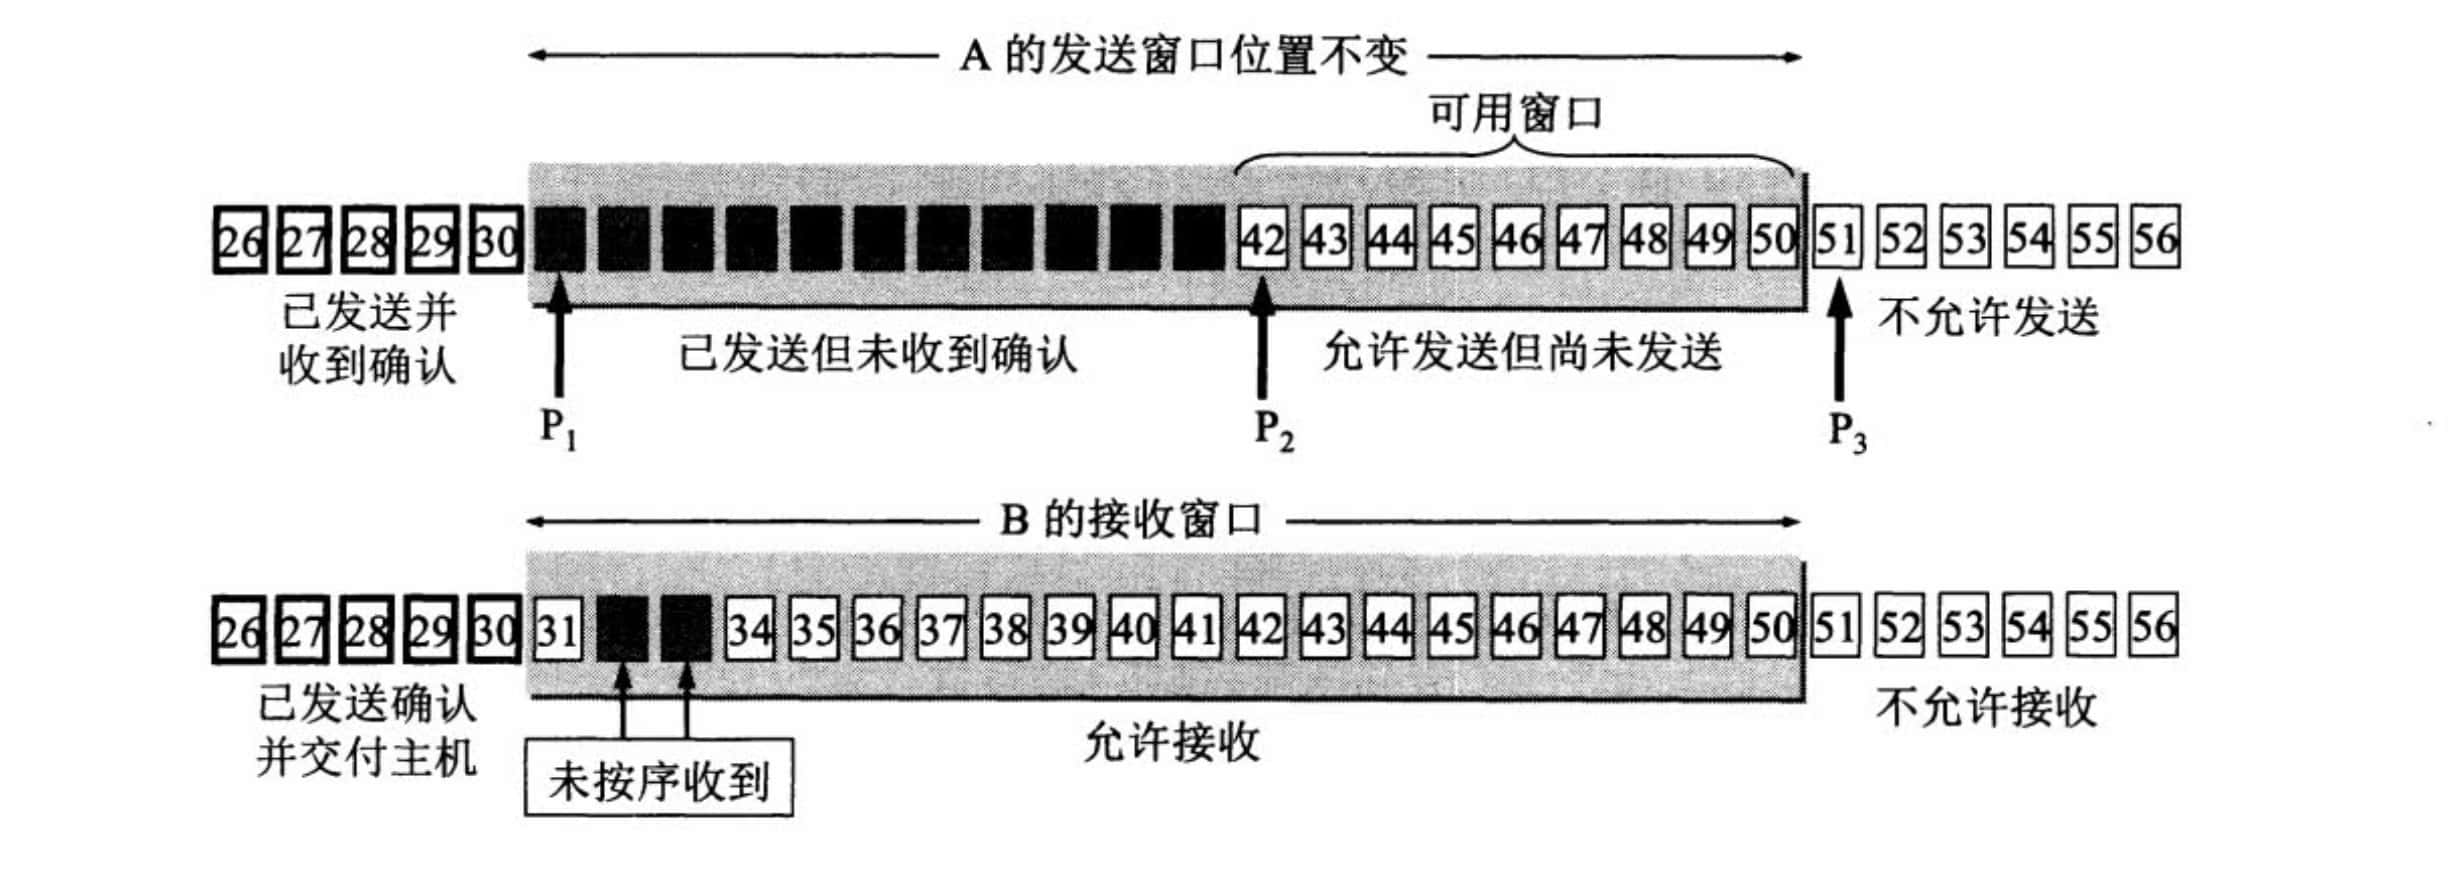 A 的发送窗口位置不变
可用窗口
26 27 28 29 30 42 43 44 45 46 47 48 49 50 51 52 53 54 55 56
已发送并
收到确认
已发送但未收到确认
允许发送但尚未发送
不允许发送
P1
P2
P3
B 的接收窗口
26 27 28 29 30 31 34 35 36 37 38 39 40 41 42 43 44 45 46 47 48 49 50 51 52 53 54 55 56
已发送确认
并交付主机
未按序收到
允许接收
不允许接收